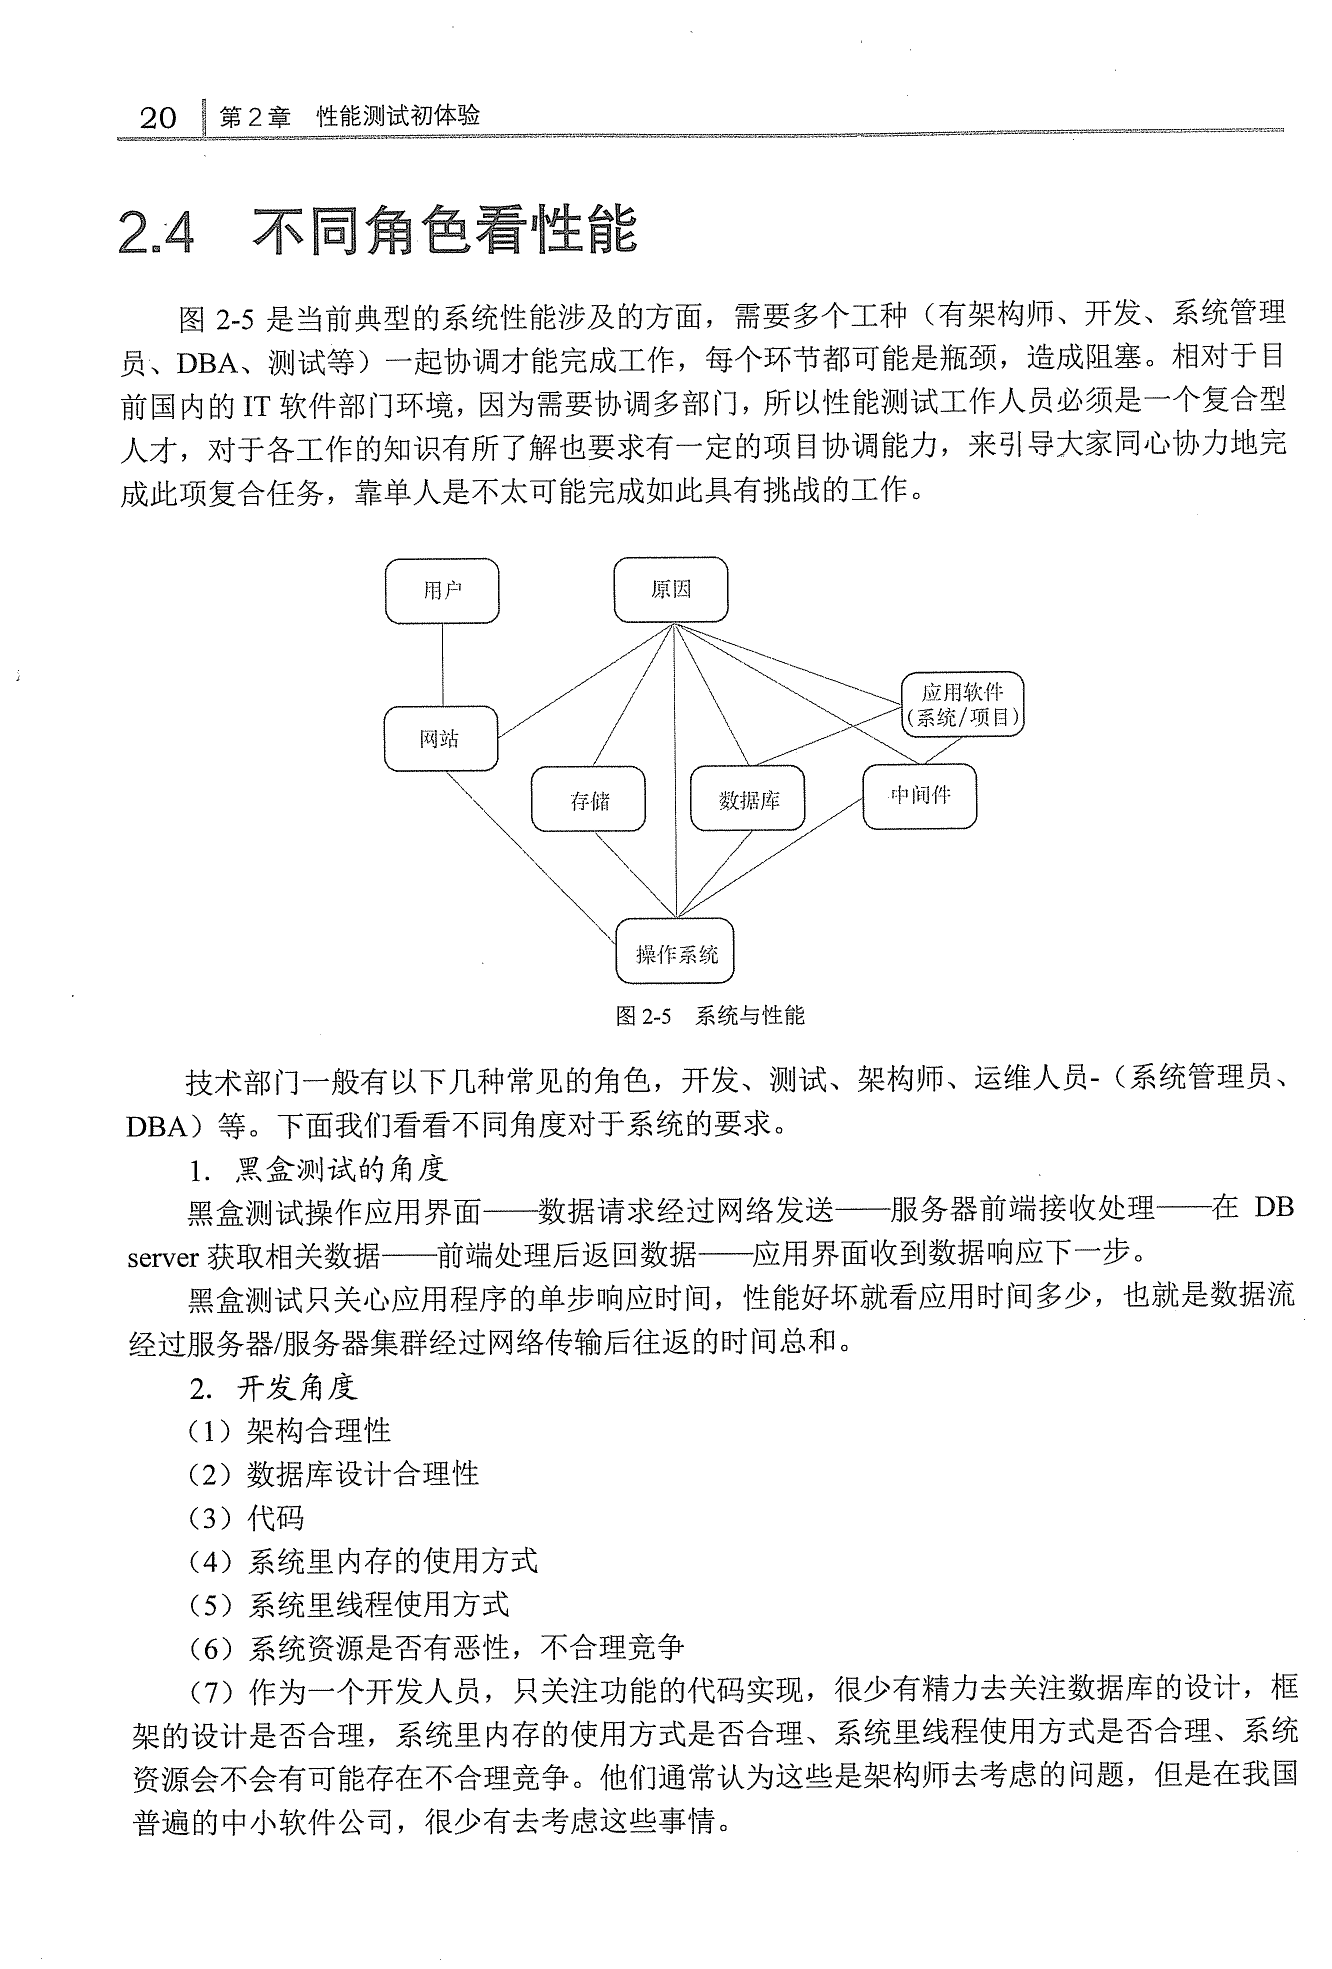 20 第2章 性能测试初体验
2.4 不同角色看性能
图 2-5 是当前典型的系统性能涉及的方面，需要多个工种（有架构师、开发、系统管理
员、DBA、测试等）一起协调才能完成工作，每个环节都可能是瓶颈，造成阻塞。相对于目
前国内的 IT 软件部门环境，因为需要协调多部门，所以性能测试工作人员必须是一个复合型
人才，对于各工作的知识有所了解也要求有一定的项目协调能力，来引导大家同心协力地完
成此项复合任务，靠单人是不太可能完成如此具有挑战的工作。
用户
原因
应用软件
(系统/项目)
网站
存储
数据库
中间件
操作系统
图 2-5 系统与性能
技术部门一般有以下几种常见的角色，开发、测试、架构师、运维人员-（系统管理员、
DBA）等。下面我们看看不同角度对于系统的要求。
1. 黑盒测试的角度
黑盒测试操作应用界面——数据请求经过网络发送——服务器前端接收处理——在 DB
server 获取相关数据——前端处理后返回数据——应用界面收到数据响应下一步。
黑盒测试只关心应用程序的单步响应时间，性能好坏就看应用时间多少，也就是数据流
经过服务器/服务器集群经过网络传输后往返的时间总和。
2. 开发角度
（1）架构合理性
（2）数据库设计合理性
（3）代码
（4）系统里内存的使用方式
（5）系统里线程使用方式
（6）系统资源是否有恶性，不合理竞争
（7）作为一个开发人员，只关注功能的代码实现，很少有精力去关注数据库的设计，框
架的设计是否合理，系统里内存的使用方式是否合理、系统里线程使用方式是否合理、系统
资源会不会有可能存在不合理竞争。他们通常认为这些是架构师去考虑的问题，但是在我国
普遍的中小软件公司，很少有去考虑这些事情。